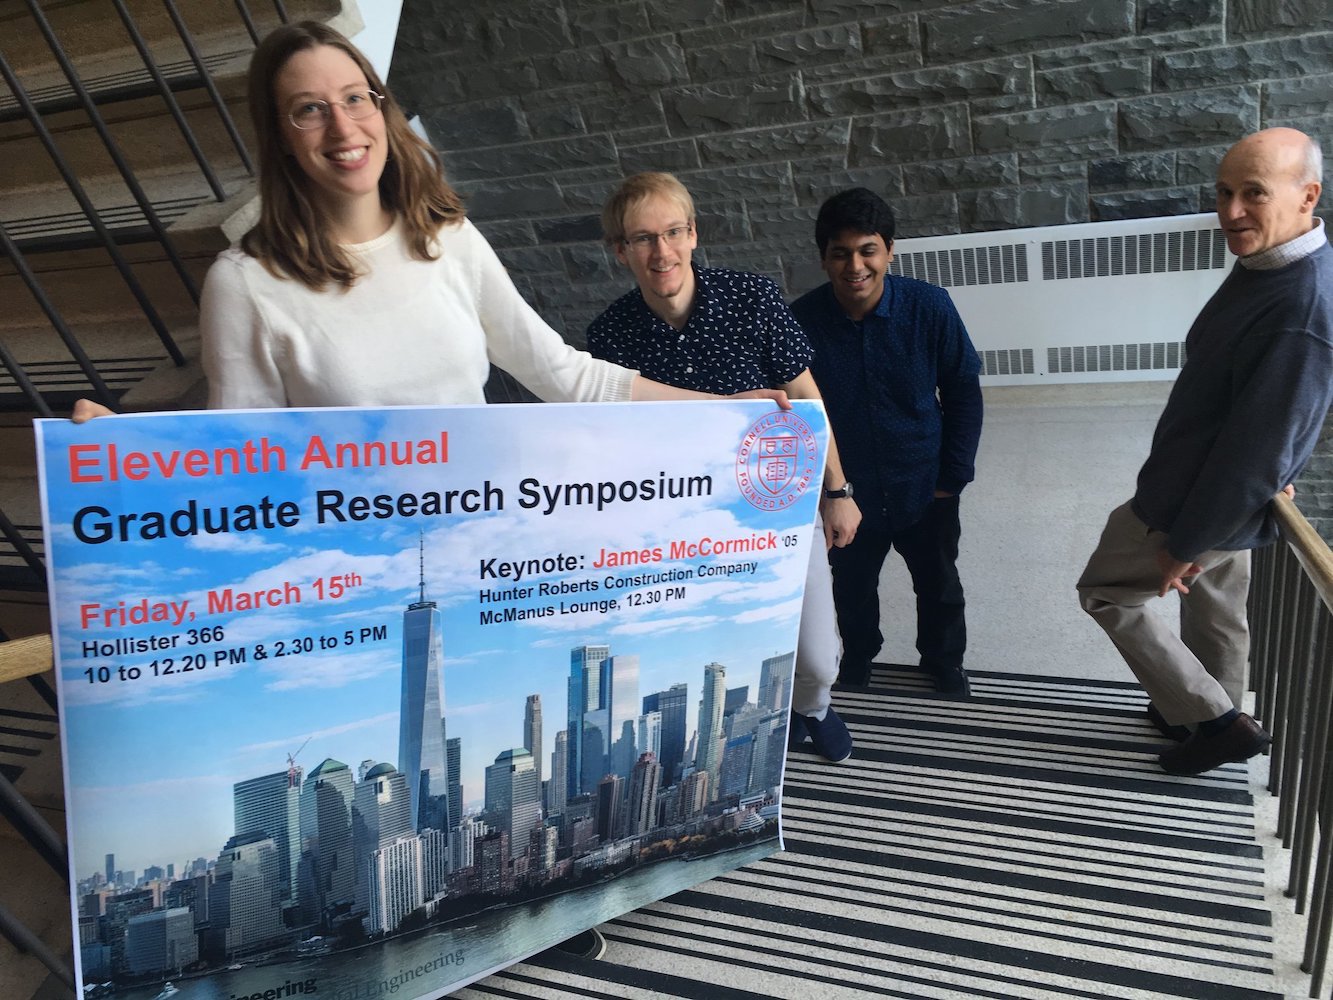 Eleventh Annual
Graduate Research Symposium
CORNELL UNIVERSITY
FOUNDED A.D. 1865
Friday, March 15th
Hollister 366
10 to 12.20 PM & 2.30 to 5 PM
Keynote: James McCormick '05
Hunter Roberts Construction Company
McManus Lounge, 12.30 PM
Engineering